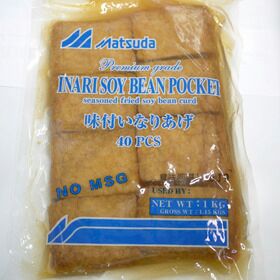 Matsuda
Premium grade
INARI SOY BEAN POCKET
seasoned fried soy bean curd
味付いなりあげ
40 PCS
NO MSG
USED BY:
NET WT : 1 KG
GROSS WT : 1.15 KGS